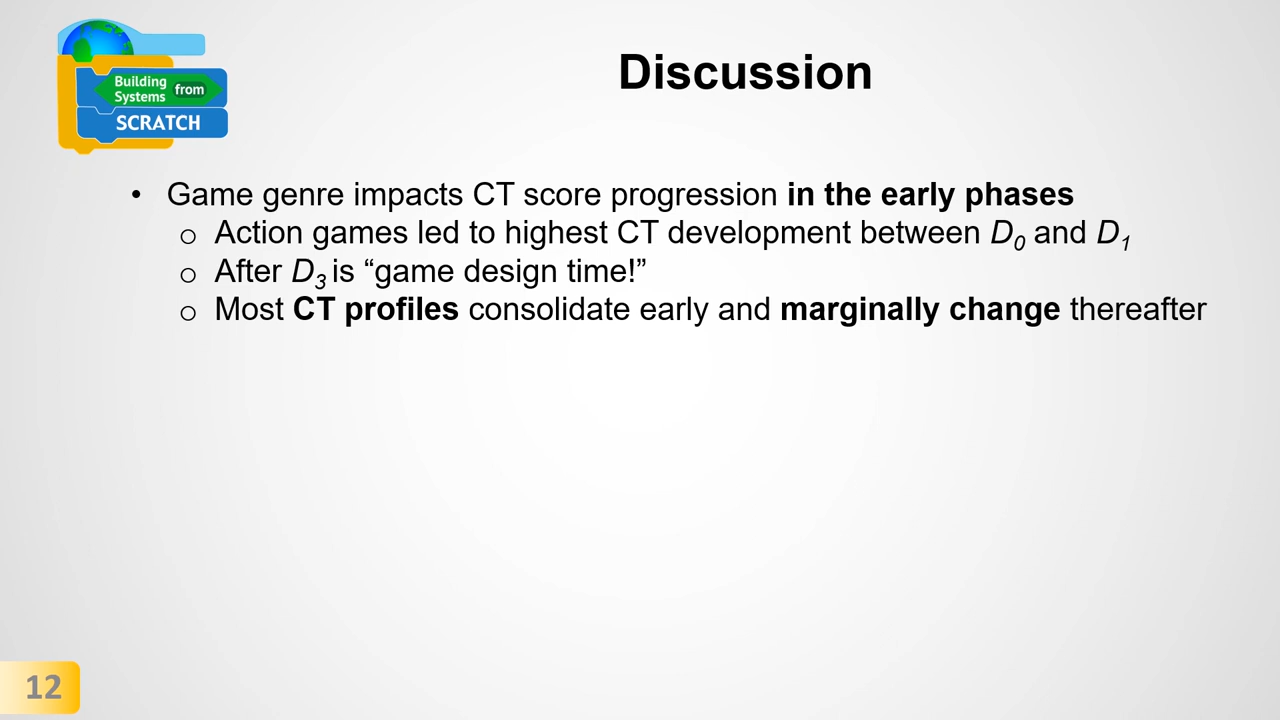 Building
Systems from
SCRATCH
Discussion
• Game genre impacts CT score progression in the early phases
o Action games led to highest CT development between D0 and D1
o After D3 is “game design time!”
o Most CT profiles consolidate early and marginally change thereafter
12